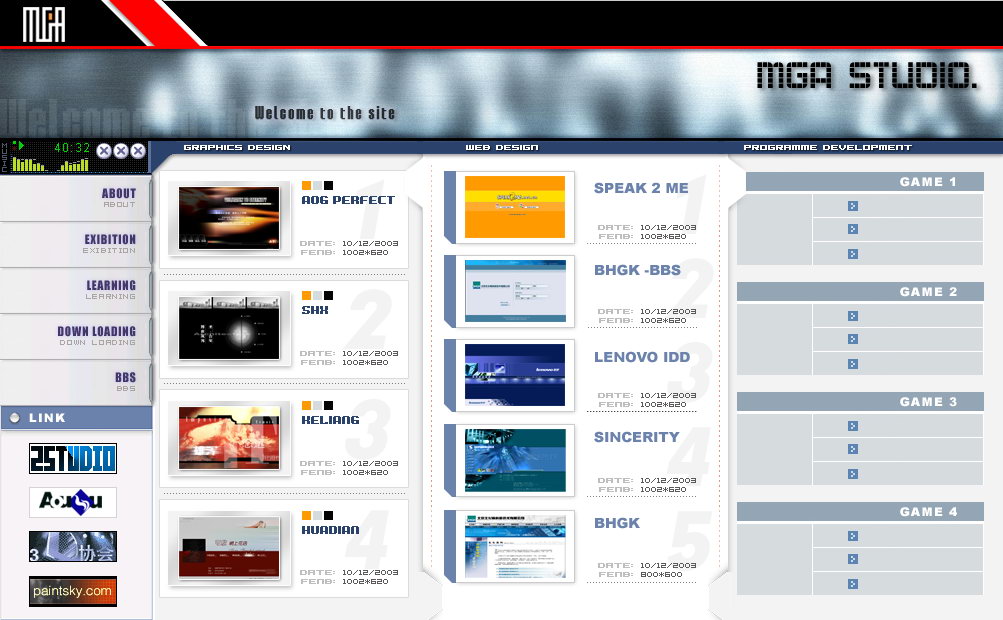 MGA
MGA STUDIO.
Welcome to the site
MUSIC
40:32
GRAPHICS DESIGN
WEB DESIGN
PROGRAMME DEVELOPMENT
ABOUT
ABOUT
EXIBITION
EXIBITION
LEARNING
LEARNING
DOWN LOADING
DOWN LOADING
BBS
BBS
LINK
2STUDIO
3 协会
paintsky.com
1
AOG PERFECT
DATE: 10/12/2003
FENB: 1002*620
2
SHX
DATE: 10/12/2003
FENB: 1002*620
3
KELIANG
DATE: 10/12/2003
FENB: 1002*620
4
HUADIAN
DATE: 10/12/2003
FENB: 1002*620
1
SPEAK 2 ME
DATE: 10/12/2003
FENB: 1002*620
2
BHGK -BBS
DATE: 10/12/2003
FENB: 1002*620
3
LENOVO IDD
DATE: 10/12/2003
FENB: 1002*620
4
SINCERITY
DATE: 10/12/2003
FENB: 1002*620
5
BHGK
DATE: 10/12/2003
FENB: 800*600
GAME 1
GAME 2
GAME 3
GAME 4